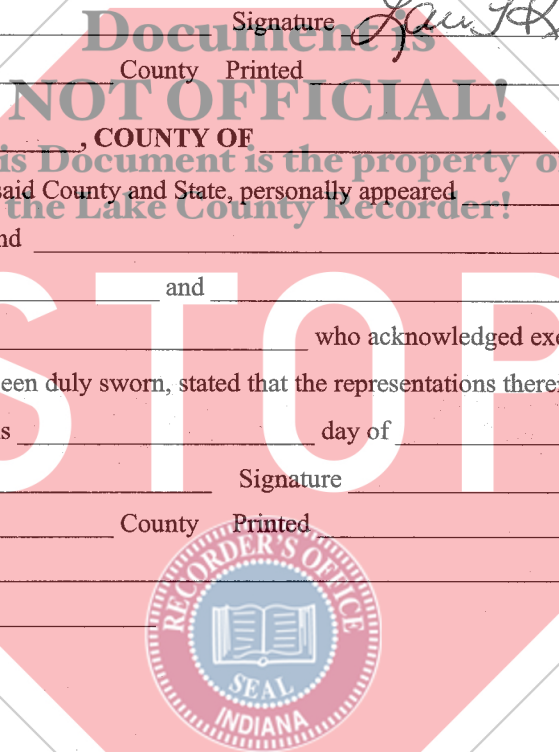 Signature
Document is
County Printed
NOT OFFICIAL!
, COUNTY OF
is Document is the property o
said County and State, personally appeared
the Lake County Recorder!
nd
and
STOP
who acknowledged exe
een duly sworn, stated that the representations there
s day of
Signature
County Printed
RECORDER'S OFFICE
SEAL
INDIANA